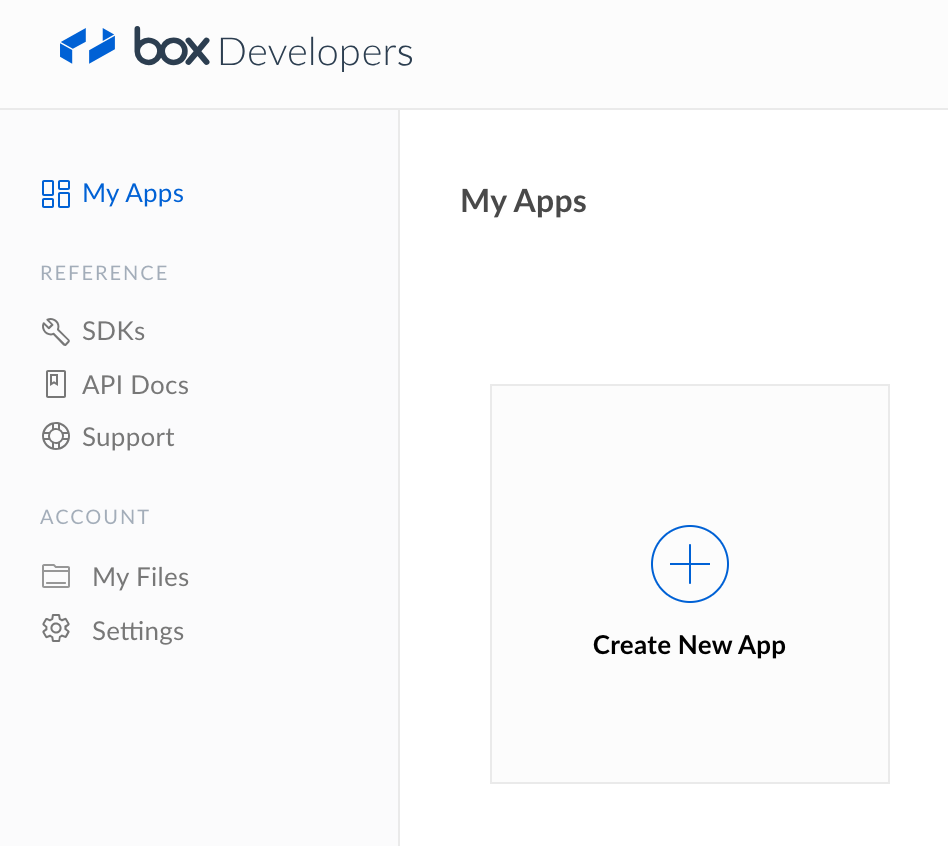 box Developers
My Apps
REFERENCE
SDKs
API Docs
Support
ACCOUNT
My Files
Settings
My Apps
Create New App